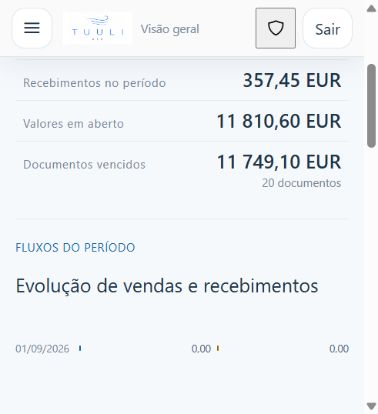 TUULI
Visão geral
Sair
Recebimentos no período 357,45 EUR
Valores em aberto 11 810,60 EUR
Documentos vencidos 11 749,10 EUR
20 documentos
FLUXOS DO PERÍODO
Evolução de vendas e recebimentos
01/09/2026 0.00 0.00